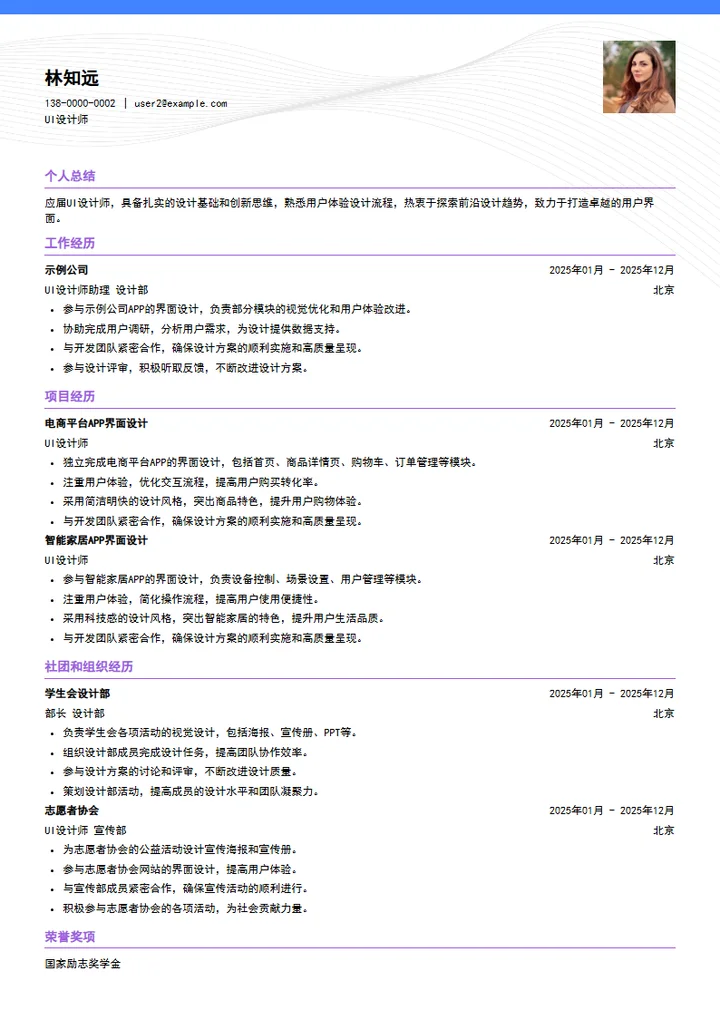 林知远
138-0000-0002 | user2@example.com
UI设计师
个人总结
应届UI设计师，具备扎实的设计基础和创新思维，熟悉用户体验设计流程，热衷于探索前沿设计趋势，致力于打造卓越的用户界
面。
工作经历
示例公司 2025年01月 - 2025年12月
UI设计师助理 设计部 北京
• 参与示例公司APP的界面设计，负责部分模块的视觉优化和用户体验改进。
• 协助完成用户调研，分析用户需求，为设计提供数据支持。
• 与开发团队紧密合作，确保设计方案的顺利实施和高质量呈现。
• 参与设计评审，积极听取反馈，不断改进设计方案。
项目经历
电商平台APP界面设计 2025年01月 - 2025年12月
UI设计师 北京
• 独立完成电商平台APP的界面设计，包括首页、商品详情页、购物车、订单管理等模块。
• 注重用户体验，优化交互流程，提高用户购买转化率。
• 采用简洁明快的设计风格，突出商品特色，提升用户购物体验。
• 与开发团队紧密合作，确保设计方案的顺利实施和高质量呈现。
智能家居APP界面设计 2025年01月 - 2025年12月
UI设计师 北京
• 参与智能家居APP的界面设计，负责设备控制、场景设置、用户管理等模块。
• 注重用户体验，简化操作流程，提高用户使用便捷性。
• 采用科技感的设计风格，突出智能家居的特色，提升用户生活品质。
• 与开发团队紧密合作，确保设计方案的顺利实施和高质量呈现。
社团和组织经历
学生会设计部 2025年01月 - 2025年12月
部长 设计部 北京
• 负责学生会各项活动的视觉设计，包括海报、宣传册、PPT等。
• 组织设计部成员完成设计任务，提高团队协作效率。
• 参与设计方案的讨论和评审，不断改进设计质量。
• 策划设计部活动，提高成员的设计水平和团队凝聚力。
志愿者协会 2025年01月 - 2025年12月
UI设计师 宣传部 北京
• 为志愿者协会的公益活动设计宣传海报和宣传册。
• 参与志愿者协会网站的界面设计，提高用户体验。
• 与宣传部成员紧密合作，确保宣传活动的顺利进行。
• 积极参与志愿者协会的各项活动，为社会贡献力量。
荣誉奖项
国家励志奖学金